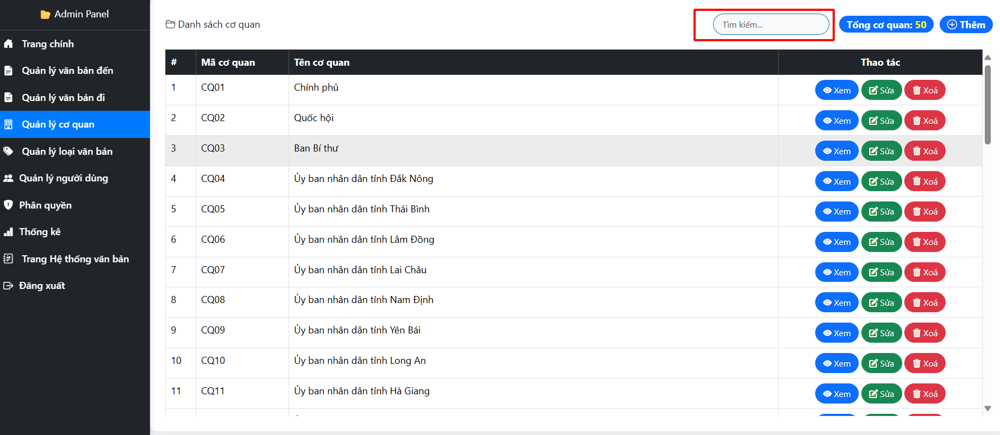 Admin Panel
Trang chính
Quản lý văn bản đến
Quản lý văn bản đi
Quản lý cơ quan
Quản lý loại văn bản
Quản lý người dùng
Phân quyền
Thống kê
Trang Hệ thống văn bản
Đăng xuất
Danh sách cơ quan
Tìm kiếm...
Tổng cơ quan: 50
Thêm
# Mã cơ quan Tên cơ quan Thao tác
1 CQ01 Chính phủ Xem Sửa Xoá
2 CQ02 Quốc hội Xem Sửa Xoá
3 CQ03 Ban Bí thư Xem Sửa Xoá
4 CQ04 Ủy ban nhân dân tỉnh Đắk Nông Xem Sửa Xoá
5 CQ05 Ủy ban nhân dân tỉnh Thái Bình Xem Sửa Xoá
6 CQ06 Ủy ban nhân dân tỉnh Lâm Đồng Xem Sửa Xoá
7 CQ07 Ủy ban nhân dân tỉnh Lai Châu Xem Sửa Xoá
8 CQ08 Ủy ban nhân dân tỉnh Nam Định Xem Sửa Xoá
9 CQ09 Ủy ban nhân dân tỉnh Yên Bái Xem Sửa Xoá
10 CQ10 Ủy ban nhân dân tỉnh Long An Xem Sửa Xoá
11 CQ11 Ủy ban nhân dân tỉnh Hà Giang Xem Sửa Xoá